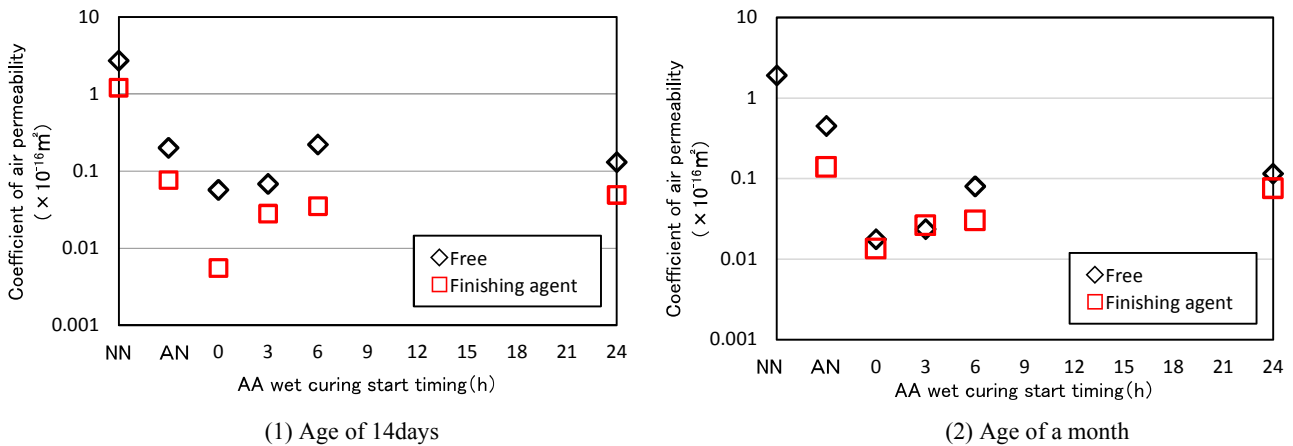 Coefficient of air permeability
(×10⁻¹⁶㎡)
10
1
0.1
0.01
0.001
NN AN 0 3 6 9 12 15 18 21 24
AA wet curing start timing(h)
Free
Finishing agent
(1) Age of 14days
Coefficient of air permeability
(×10⁻¹⁶㎡)
10
1
0.1
0.01
0.001
NN AN 0 3 6 9 12 15 18 21 24
AA wet curing start timing(h)
Free
Finishing agent
(2) Age of a month